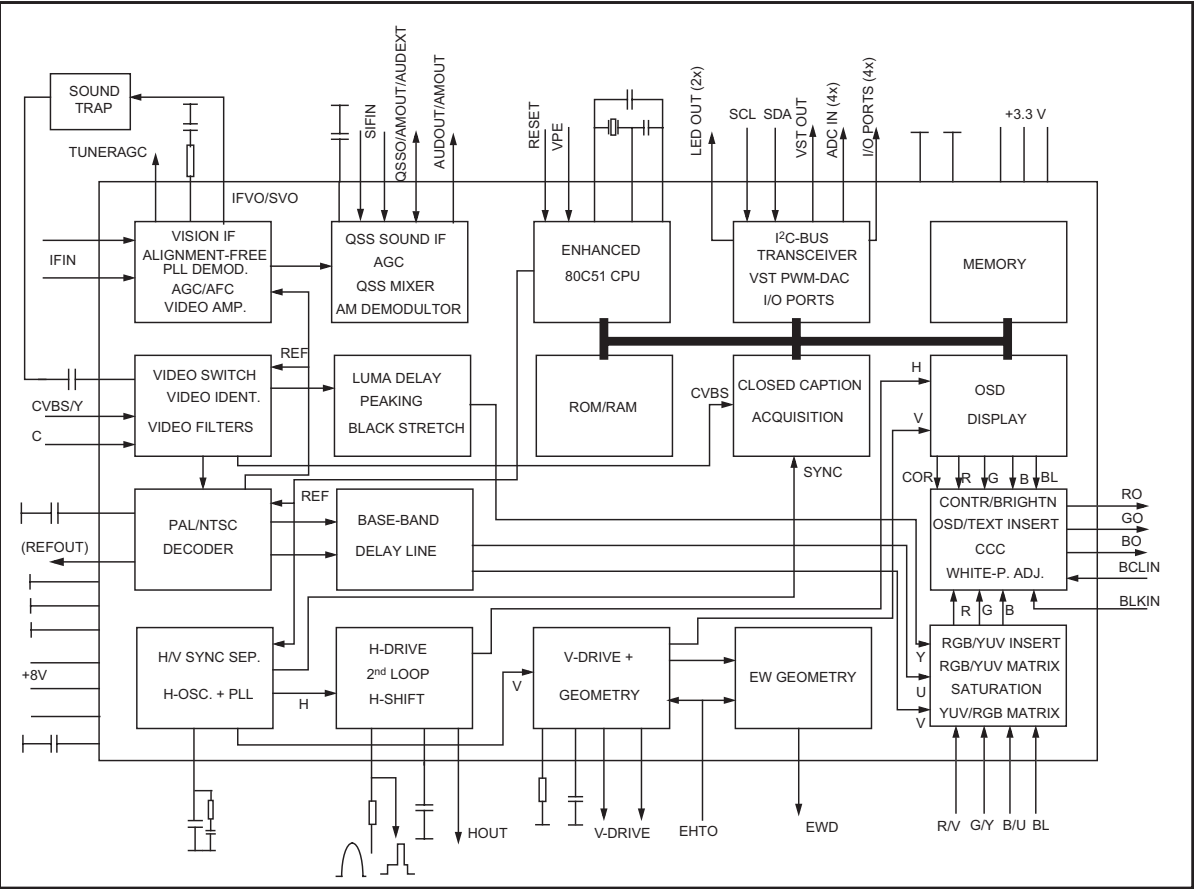 SOUND
TRAP
TUNERAGC
IFVO/SVO
SIFIN
QSSO/AMOUT/AUDEXT
AUDOUT/AMOUT
RESET
VPE
LED OUT (2x)
SCL
SDA
VST OUT
ADC IN (4x)
I/O PORTS (4x)
+3.3 V
IFIN
VISION IF
ALIGNMENT-FREE
PLL DEMOD.
AGC/AFC
VIDEO AMP.
QSS SOUND IF
AGC
QSS MIXER
AM DEMODULTOR
ENHANCED
80C51 CPU
I²C-BUS
TRANSCEIVER
VST PWM-DAC
I/O PORTS
MEMORY
REF
CVBS/Y
C
VIDEO SWITCH
VIDEO IDENT.
VIDEO FILTERS
LUMA DELAY
PEAKING
BLACK STRETCH
ROM/RAM
CVBS
CLOSED CAPTION
ACQUISITION
SYNC
H
V
OSD
DISPLAY
COR
R
G
B
BL
(REFOUT)
PAL/NTSC
DECODER
REF
BASE-BAND
DELAY LINE
CONTR/BRIGHTN
OSD/TEXT INSERT
CCC
WHITE-P. ADJ.
RO
GO
BO
BCLIN
BLKIN
R
G
B
+8V
H/V SYNC SEP.
H-OSC. + PLL
H
H-DRIVE
2nd LOOP
H-SHIFT
V
V-DRIVE +
GEOMETRY
EW GEOMETRY
Y
U
V
RGB/YUV INSERT
RGB/YUV MATRIX
SATURATION
YUV/RGB MATRIX
HOUT
V-DRIVE
EHTO
EWD
R/V
G/Y
B/U
BL